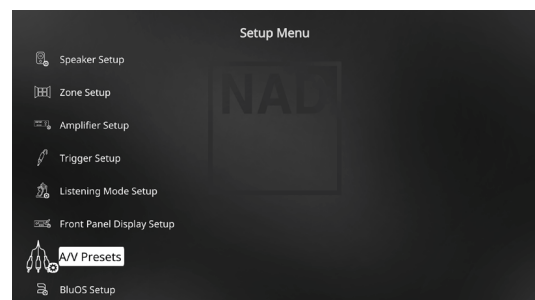 Setup Menu
Speaker Setup
NAD
Zone Setup
Amplifier Setup
Trigger Setup
Listening Mode Setup
Front Panel Display Setup
A/V Presets
BluOS Setup